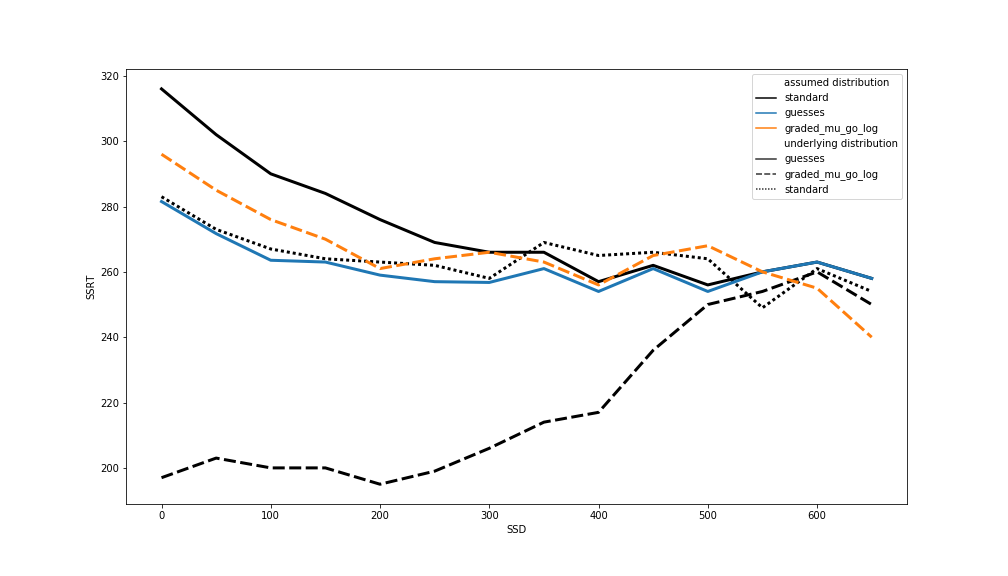 320
300
280
260
240
220
200
SSRT
0 100 200 300 400 500 600
SSD
assumed distribution
standard
guesses
graded_mu_go_log
underlying distribution
guesses
graded_mu_go_log
standard